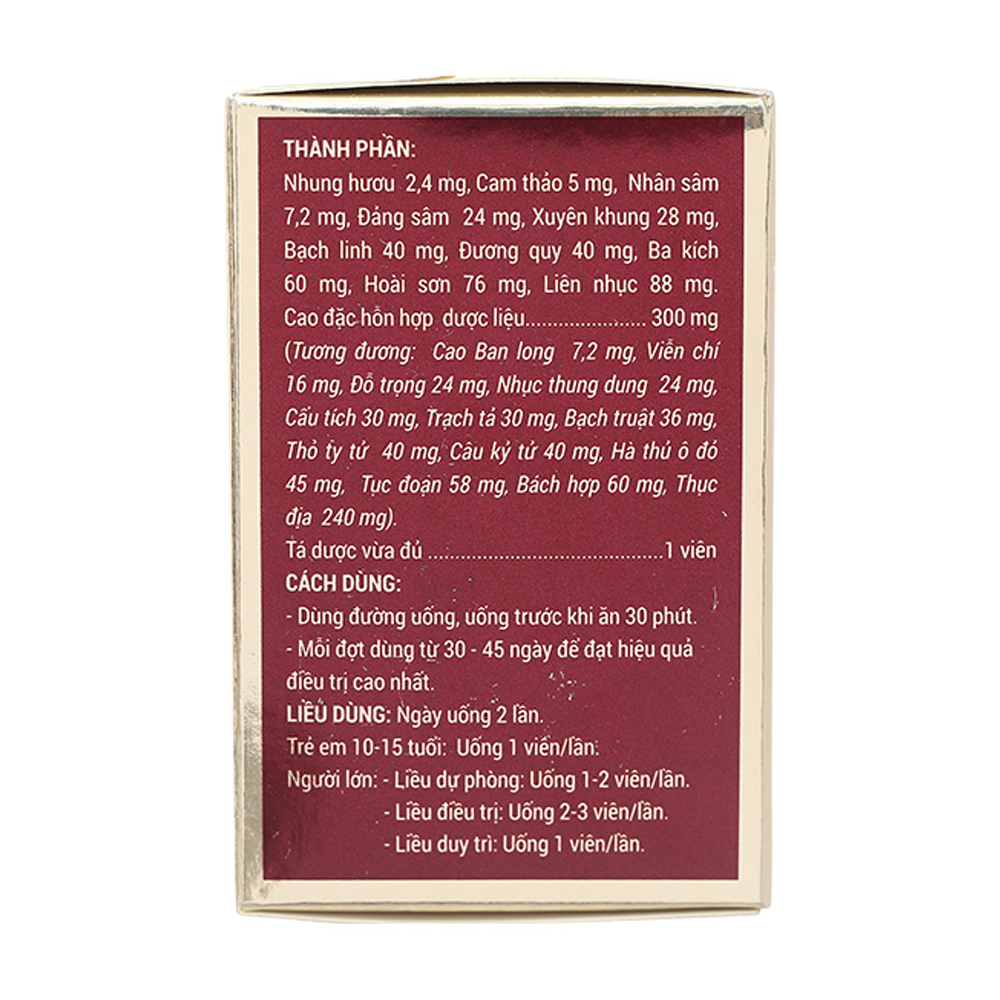 THÀNH PHẦN:
Nhung hươu 2,4 mg, Cam thảo 5 mg, Nhân sâm
7,2 mg, Đảng sâm 24 mg, Xuyên khung 28 mg,
Bạch linh 40 mg, Đương quy 40 mg, Ba kích
60 mg, Hoài sơn 76 mg, Liên nhục 88 mg.
Cao đặc hỗn hợp dược liệu...................... 300 mg
(Tương đương: Cao Ban long 7,2 mg, Viễn chí
16 mg, Đỗ trọng 24 mg, Nhục thung dung 24 mg,
Cẩu tích 30 mg, Trạch tả 30 mg, Bạch truật 36 mg,
Thỏ ty tử 40 mg, Câu kỷ tử 40 mg, Hà thủ ô đỏ
45 mg, Tục đoạn 58 mg, Bách hợp 60 mg, Thục
địa 240 mg).
Tá dược vừa đủ ...........................................1 viên
CÁCH DÙNG:
- Dùng đường uống, uống trước khi ăn 30 phút.
- Mỗi đợt dùng từ 30 - 45 ngày để đạt hiệu quả
điều trị cao nhất.
LIỀU DÙNG: Ngày uống 2 lần.
Trẻ em 10-15 tuổi: Uống 1 viên/lần.
Người lớn: - Liều dự phòng: Uống 1-2 viên/lần.
- Liều điều trị: Uống 2-3 viên/lần.
- Liều duy trì: Uống 1 viên/lần.